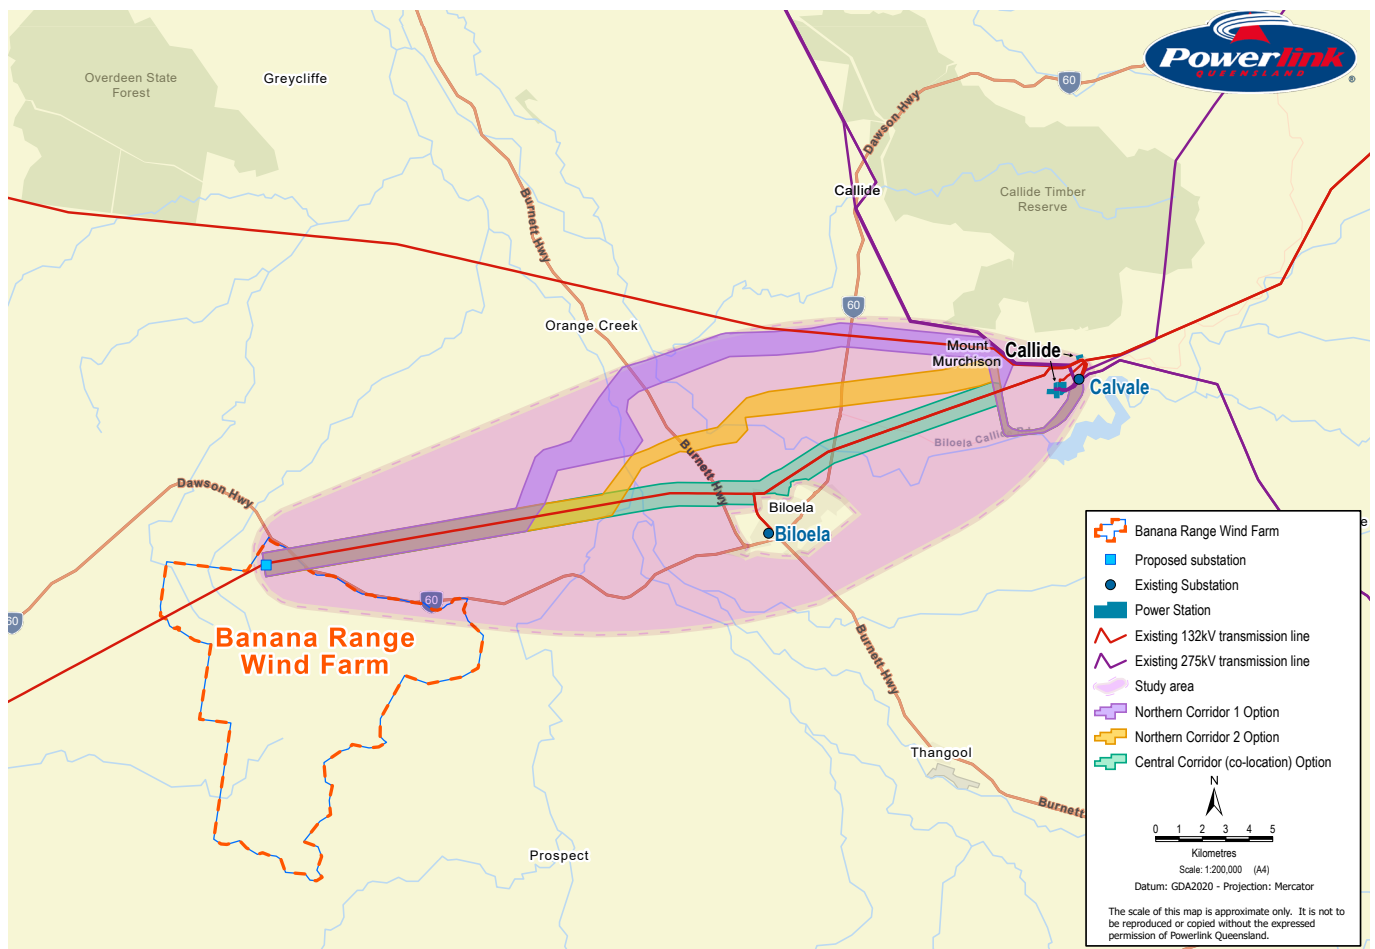 Powerlink
QUEENSLAND
®
Overdeen State
Forest
Greycliffe
60
Dawson Hwy
Burnett Hwy
Callide
Callide Timber
Reserve
60
Orange Creek
Mount
Murchison
Callide
Calvale
Burnett Hwy
Dawson Hwy
Biloela
Biloela
60
60
Banana Range
Wind Farm
Burnett Hwy
Thangool
Burnett
Prospect
Banana Range Wind Farm
Proposed substation
Existing Substation
Power Station
Existing 132kV transmission line
Existing 275kV transmission line
Study area
Northern Corridor 1 Option
Northern Corridor 2 Option
Central Corridor (co-location) Option
N
0 1 2 3 4 5
Kilometres
Scale: 1:200,000 (A4)
Datum: GDA2020 - Projection: Mercator
The scale of this map is approximate only. It is not to
be reproduced or copied without the expressed
permission of Powerlink Queensland.